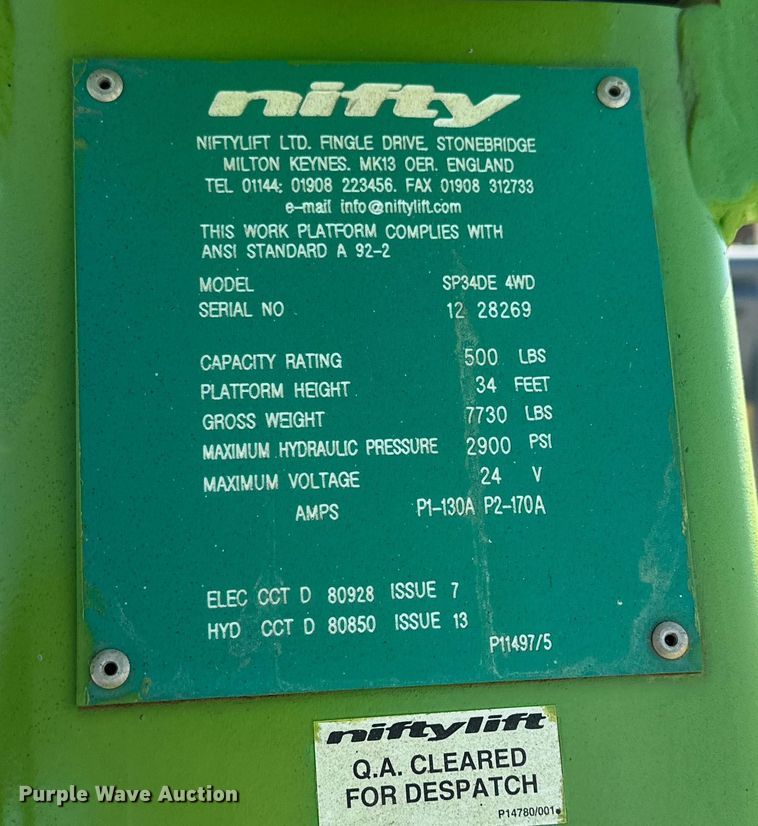 nifty
NIFTYLIFT LTD. FINGLE DRIVE, STONEBRIDGE
MILTON KEYNES. MK13 OER. ENGLAND
TEL 01144: 01908 223456. FAX 01908 312733
e-mail info@niftylift.com
THIS WORK PLATFORM COMPLIES WITH
ANSI STANDARD A 92-2
MODEL SP34DE 4WD
SERIAL NO 12 28269
CAPACITY RATING 500 LBS
PLATFORM HEIGHT 34 FEET
GROSS WEIGHT 7730 LBS
MAXIMUM HYDRAULIC PRESSURE 2900 PSI
MAXIMUM VOLTAGE 24 V
AMPS P1-130A P2-170A
ELEC CCT D 80928 ISSUE 7
HYD CCT D 80850 ISSUE 13
P11497/5
niftylift
Q.A. CLEARED
FOR DESPATCH
P14780/001
Purple Wave Auction